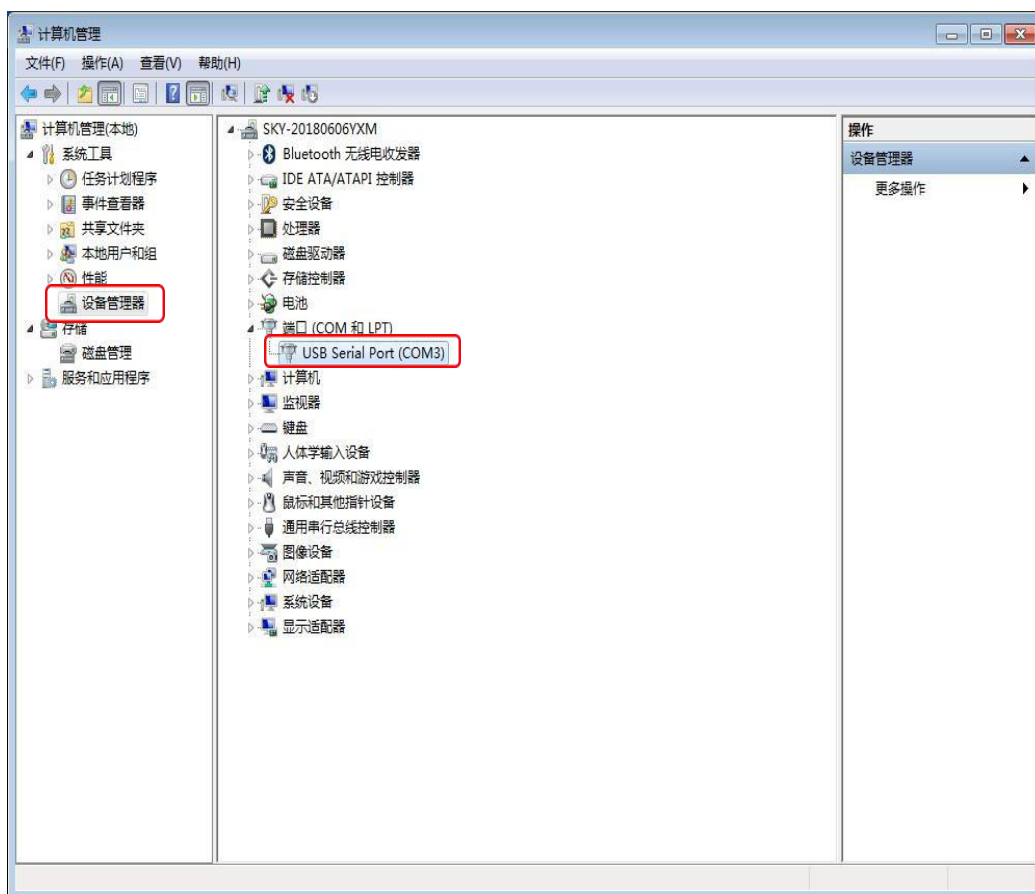 计算机管理
文件(F) 操作(A) 查看(V) 帮助(H)
计算机管理(本地)
系统工具
任务计划程序
事件查看器
共享文件夹
本地用户和组
性能
设备管理器
存储
磁盘管理
服务和应用程序
SKY-20180606YXM
Bluetooth 无线电收发器
IDE ATA/ATAPI 控制器
安全设备
处理器
磁盘驱动器
存储控制器
电池
端口 (COM 和 LPT)
USB Serial Port (COM3)
计算机
监视器
键盘
人体学输入设备
声音、视频和游戏控制器
鼠标和其他指针设备
通用串行总线控制器
图像设备
网络适配器
系统设备
显示适配器
操作
设备管理器
更多操作